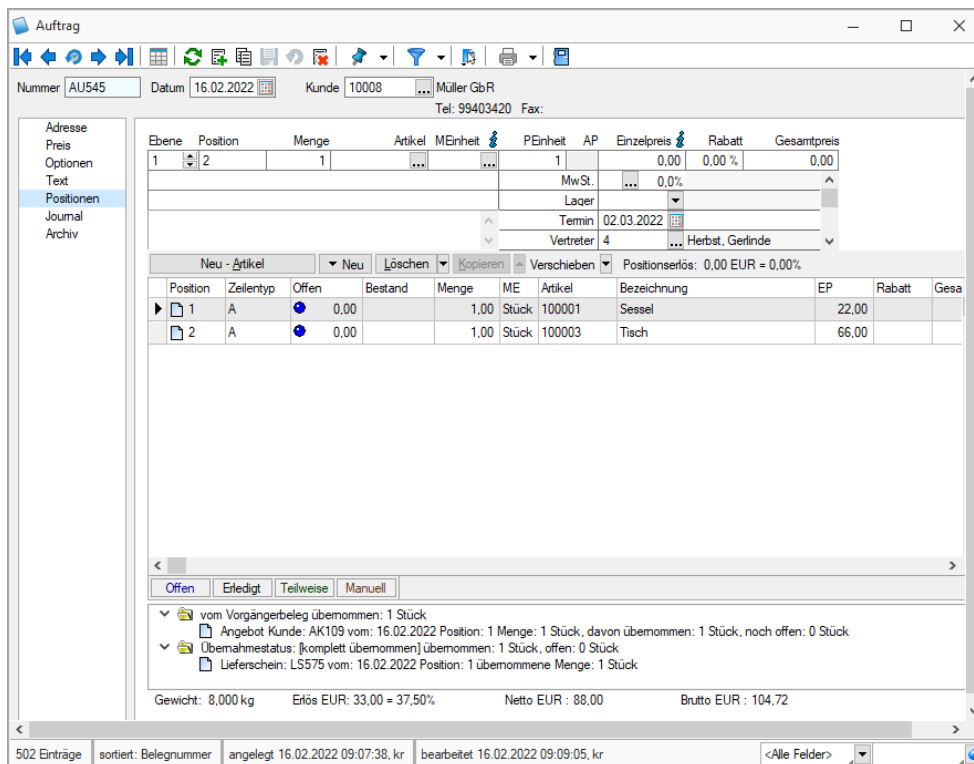 Auftrag
Nummer AU545 Datum 16.02.2022 Kunde 10008 ... Müller GbR
Tel: 99403420 Fax:
Adresse
Preis
Optionen
Text
Positionen
Journal
Archiv
Ebene Position Menge Artikel MEinheit PEinheit AP Einzelpreis Rabatt Gesamtpreis
1 2 1 ... ... 1 0,00 0,00 % 0,00
MwSt. ... 0,0%
Lager
Termin 02.03.2022
Vertreter 4 ... Herbst, Gerlinde
Neu - Artikel Neu Löschen Kopieren Verschieben Positionserlös: 0,00 EUR = 0,00%
Position Zeilentyp Offen Bestand Menge ME Artikel Bezeichnung EP Rabatt Gesa
1 A 0,00 1,00 Stück 100001 Sessel 22,00
2 A 0,00 1,00 Stück 100003 Tisch 66,00
Offen Erledigt Teilweise Manuell
vom Vorgängerbeleg übernommen: 1 Stück
Angebot Kunde: AK109 vom: 16.02.2022 Position: 1 Menge: 1 Stück, davon übernommen: 1 Stück, noch offen: 0 Stück
Übernahmestatus: [komplett übernommen] übernommen: 1 Stück, offen: 0 Stück
Lieferschein: LS575 vom: 16.02.2022 Position: 1 übernommene Menge: 1 Stück
Gewicht: 8,000 kg Erlös EUR: 33,00 = 37,50% Netto EUR : 88,00 Brutto EUR : 104,72
502 Einträge sortiert: Belegnummer angelegt 16.02.2022 09:07:38, kr bearbeitet 16.02.2022 09:09:05, kr <Alle Felder>